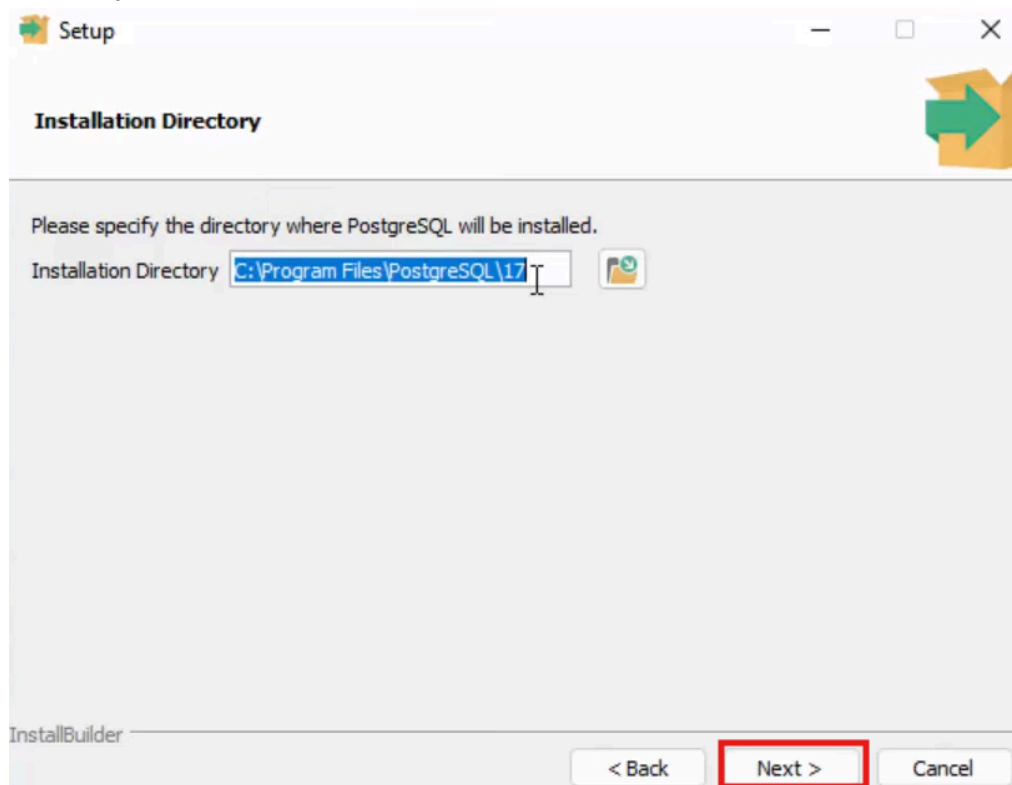 Setup
Installation Directory
Please specify the directory where PostgreSQL will be installed.
Installation Directory C:\Program Files\PostgreSQL\17
InstallBuilder
< Back Next > Cancel